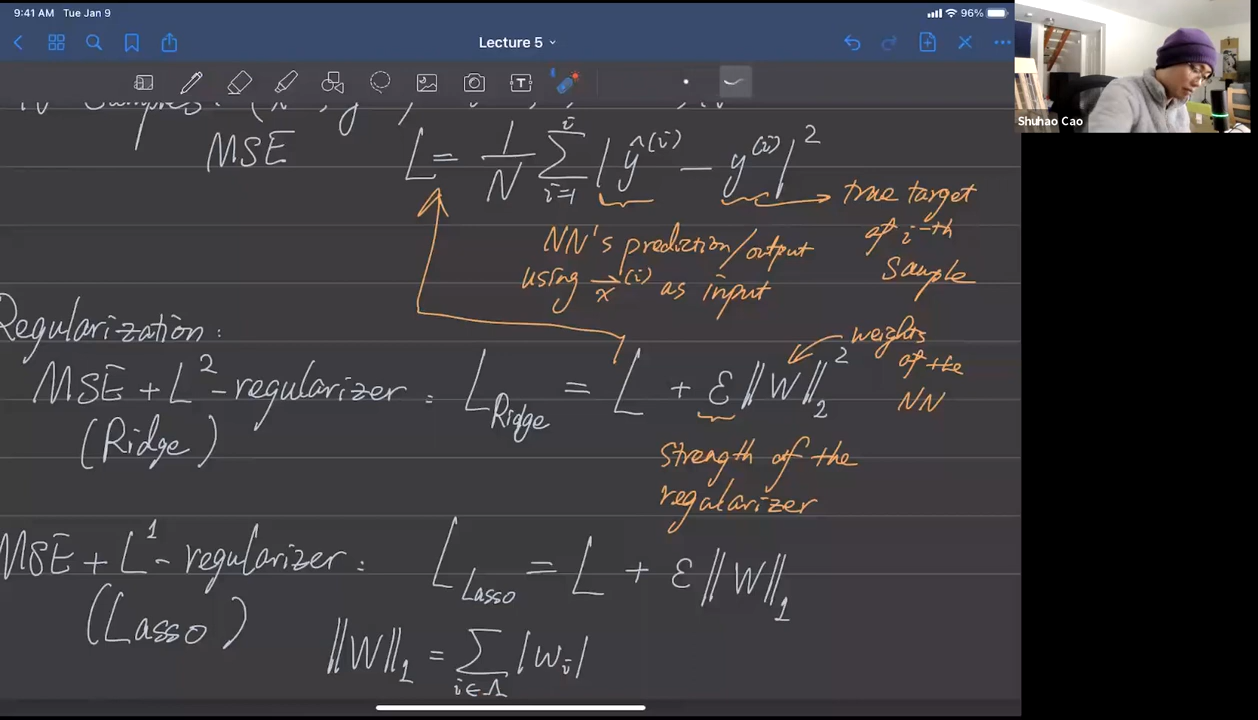 9:41 AM Tue Jan 9
96%
Lecture 5
Shuhao Cao
N Samples:
MSE L = 1/N ∑_{i=1}^{i} |ŷ^(i) − y^(i)|^2
true target
of i-th
Sample
NN's prediction/output
using x⃗^(i) as input
Regularization:
MSE + L^2-regularizer: L_Ridge = L + ε‖W‖_2^2
(Ridge)
weights
of the
NN
Strength of the
regularizer
MSE + L^1-regularizer: L_Lasso = L + ε‖W‖_1
(Lasso)
‖W‖_1 = ∑_{i∈Λ} |w_i|